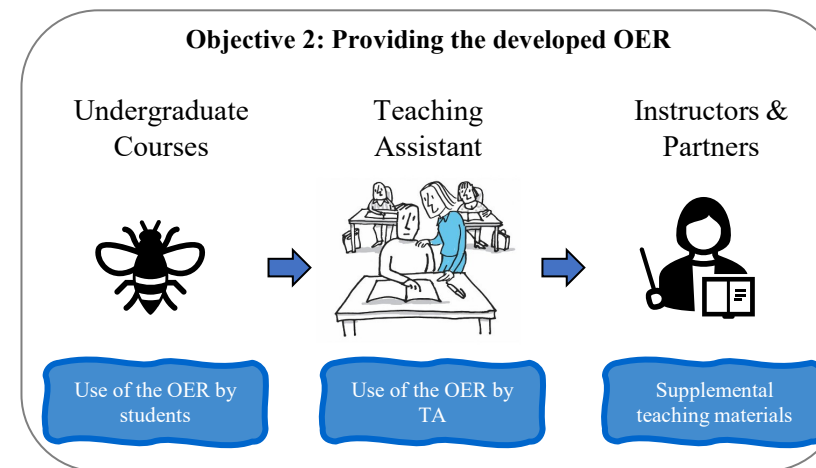 Objective 2: Providing the developed OER
Undergraduate
Courses
Teaching
Assistant
Instructors &
Partners
Use of the OER by
students
Use of the OER by
TA
Supplemental
teaching materials